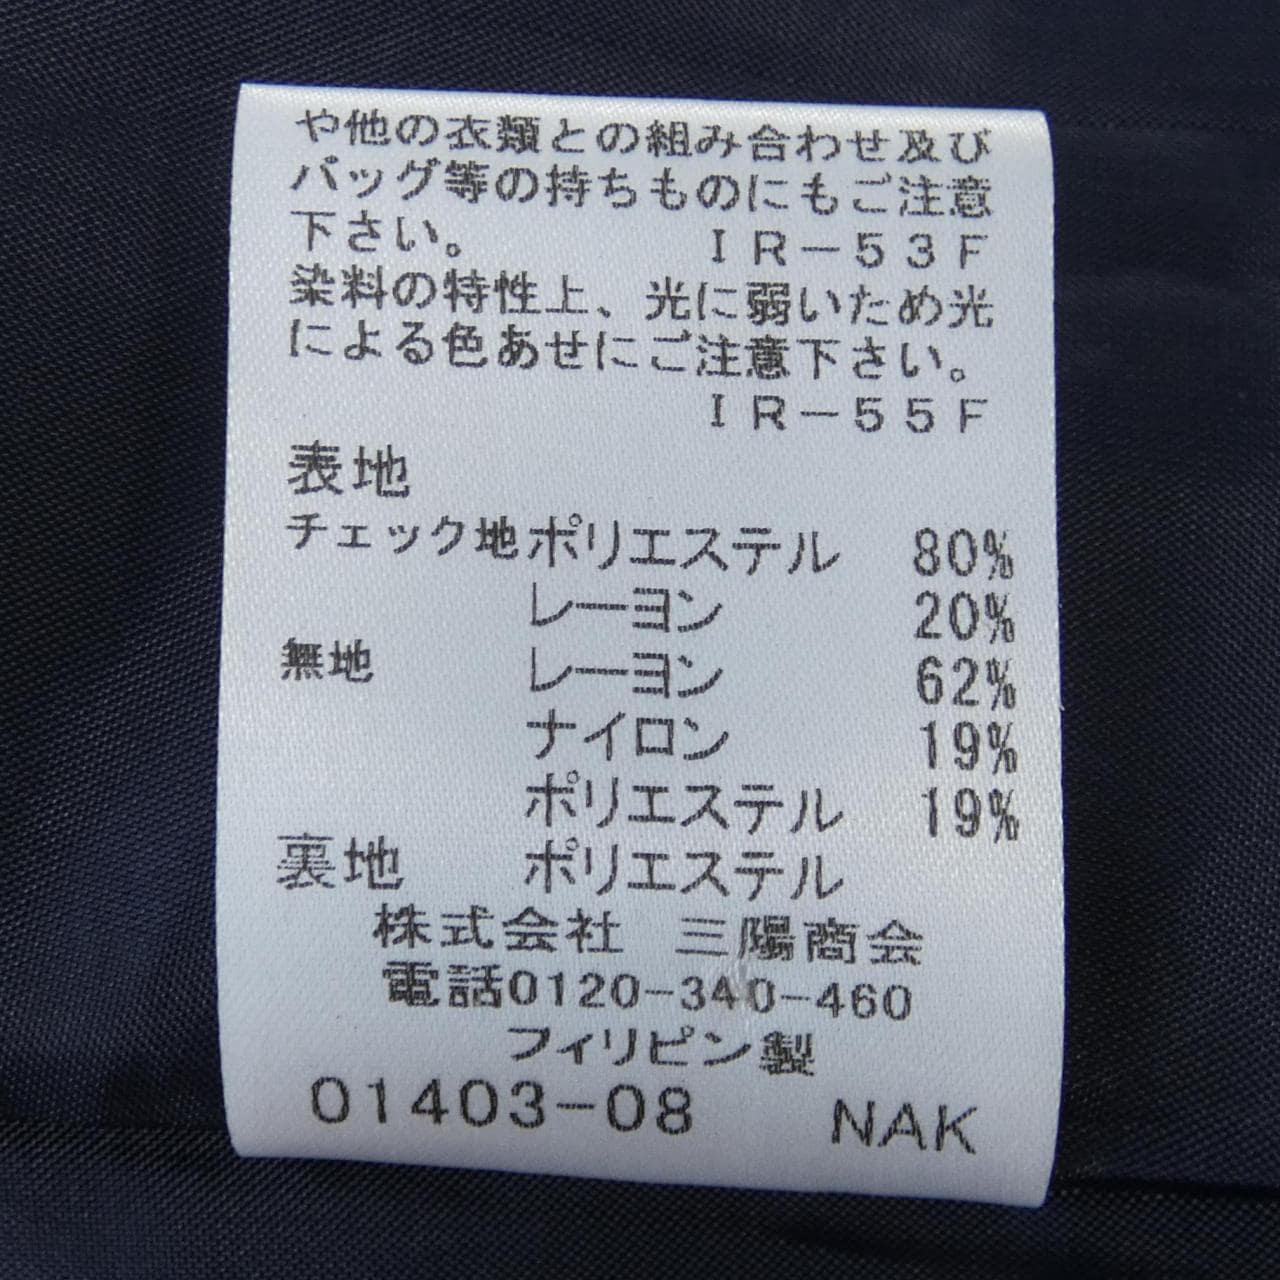 や他の衣類との組み合わせ及び
バッグ等の持ちものにもご注意
下さい。 ＩＲ－５３Ｆ
染料の特性上、光に弱いため光
による色あせにご注意下さい。
ＩＲ－５５Ｆ
表地
チェック地 ポリエステル 80%
レーヨン 20%
無地 レーヨン 62%
ナイロン 19%
ポリエステル 19%
裏地 ポリエステル
株式会社 三陽商会
電話0120-340-460
フィリピン製
01403-08 NAK